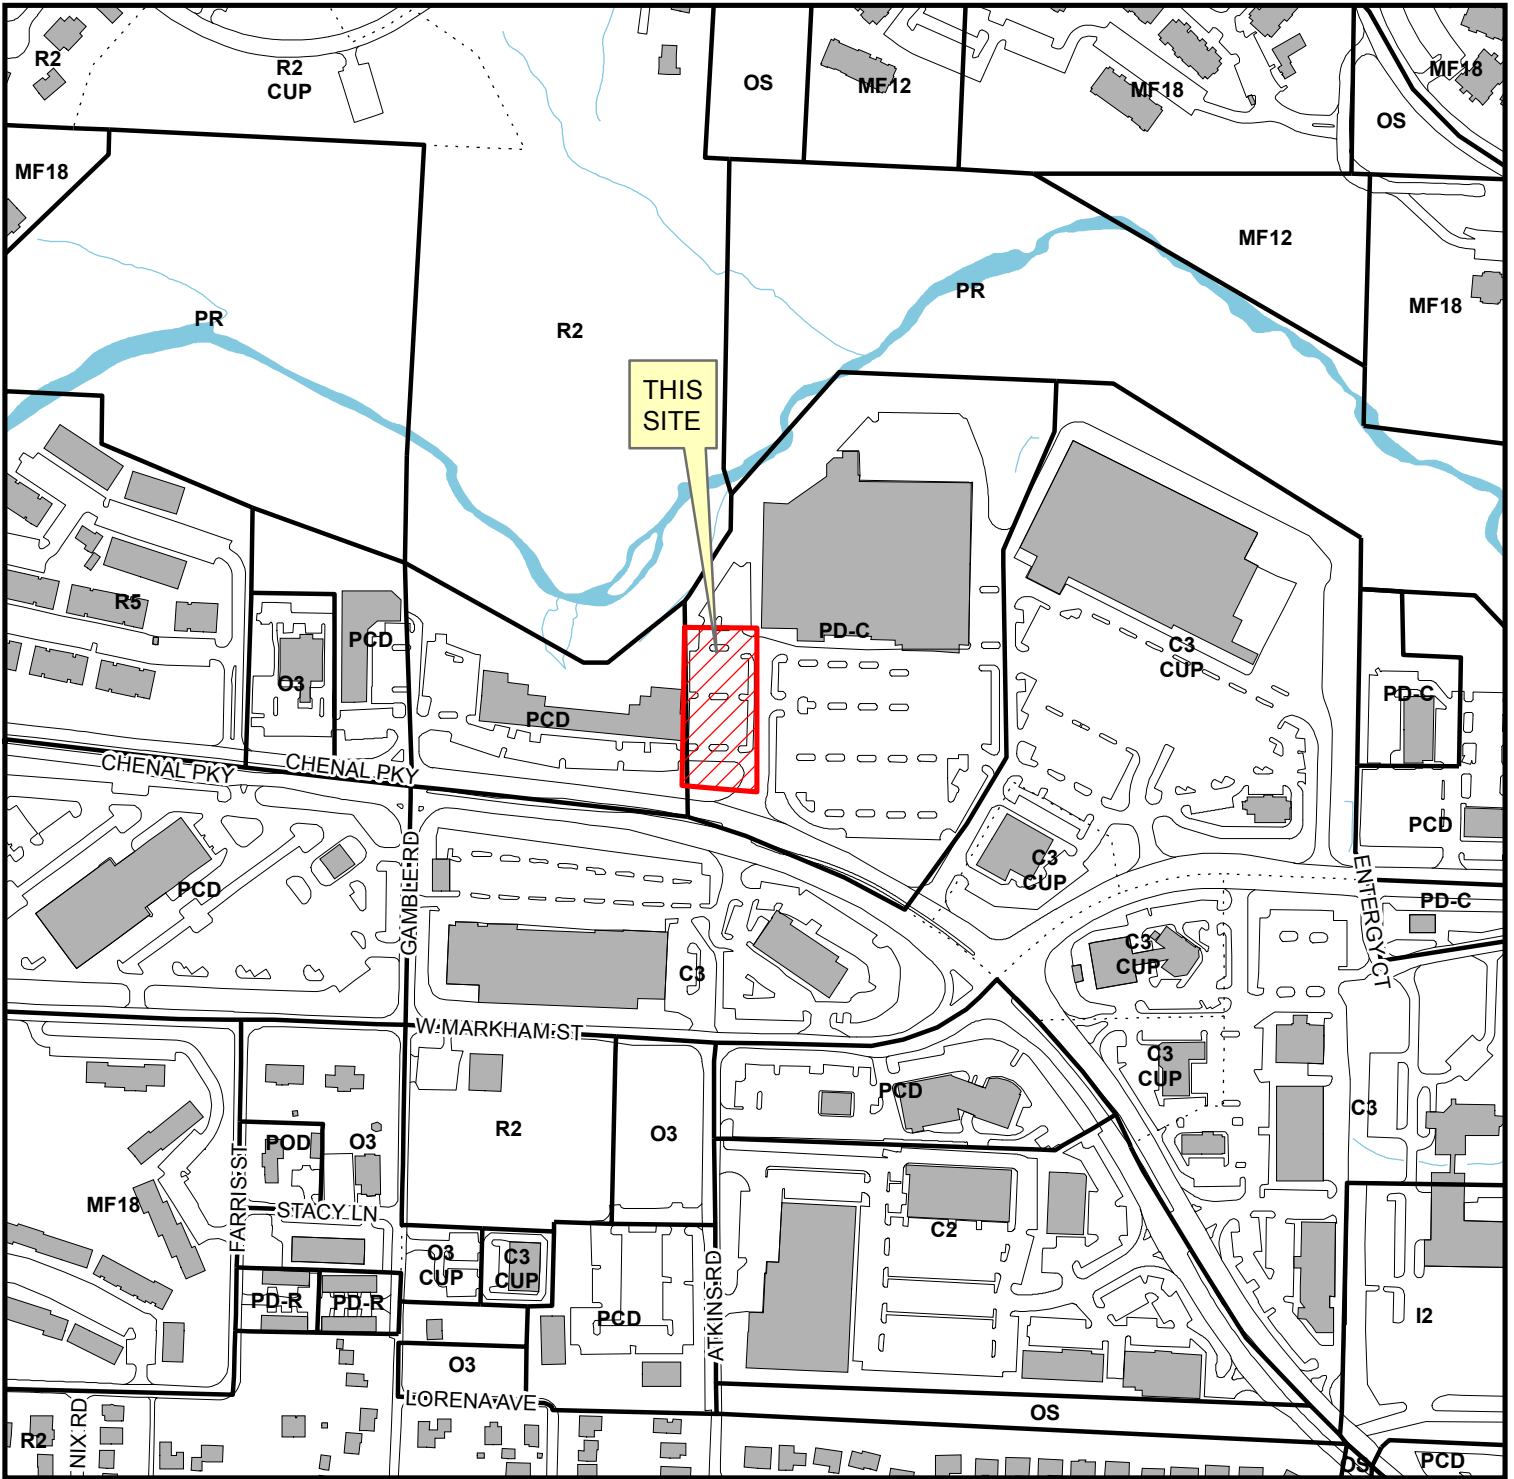 R2
R2
CUP
OS
MF12
MF18
MF18
OS
MF18
MF12
PR
PR
MF18
R2
THIS
SITE
R5
PCD
O3
PCD
PD-C
C3
CUP
PD-C
CHENAL PKY
CHENAL PKY
PCD
GAMBLE RD
PCD
C3
CUP
ENTERGY CT
PD-C
C3
C3
CUP
W MARKHAM ST
C3
CUP
PCD
C3
R2
O3
POD
O3
FARRIS ST
MF18
STACY LN
C2
O3
CUP
C3
CUP
ATKINS RD
PD-R
PD-R
PCD
I2
O3
LORENA AVE
OS
R2
NIX RD
OS
PCD